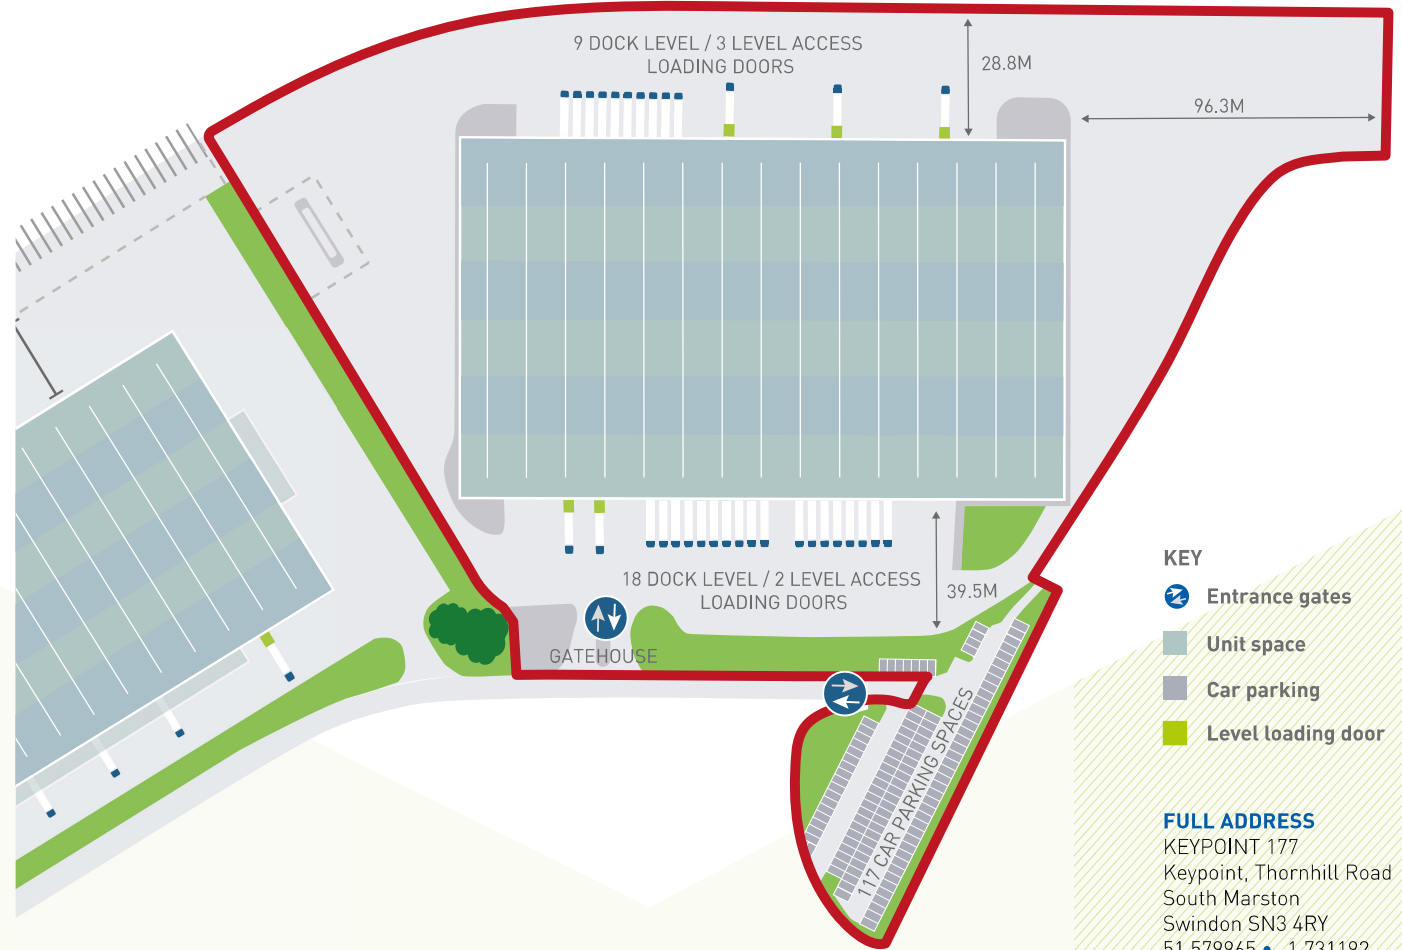 9 DOCK LEVEL / 3 LEVEL ACCESS
LOADING DOORS
28.8M
96.3M
18 DOCK LEVEL / 2 LEVEL ACCESS
LOADING DOORS
39.5M
GATEHOUSE
117 CAR PARKING SPACES
KEY
Entrance gates
Unit space
Car parking
Level loading door
FULL ADDRESS
KEYPOINT 177
Keypoint, Thornhill Road
South Marston
Swindon SN3 4RY